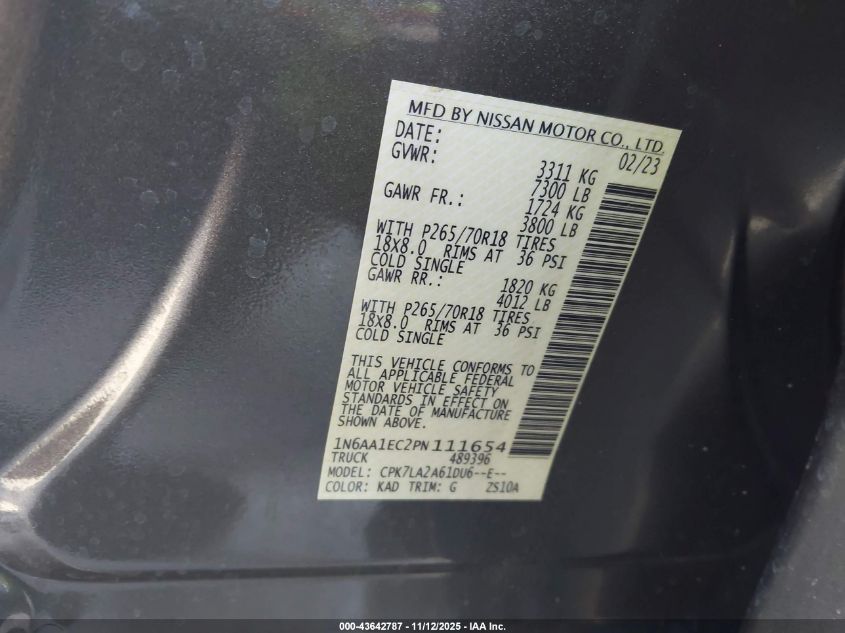 MFD BY NISSAN MOTOR CO., LTD.
DATE: 02/23
GVWR: 3311 KG
7300 LB
GAWR FR.: 1724 KG
3800 LB
WITH P265/70R18 TIRES
18X8.0 RIMS AT 36 PSI
COLD SINGLE
GAWR RR.: 1820 KG
4012 LB
WITH P265/70R18 TIRES
18X8.0 RIMS AT 36 PSI
COLD SINGLE
THIS VEHICLE CONFORMS TO
ALL APPLICABLE FEDERAL
MOTOR VEHICLE SAFETY
STANDARDS IN EFFECT ON
THE DATE OF MANUFACTURE
SHOWN ABOVE.
1N6AA1EC2PN111654
TRUCK 489396
MODEL: CPK7LA2A61DU6--E--
COLOR: KAD TRIM: G ZS10A
000-43642787 - 11/12/2025 - IAA Inc.